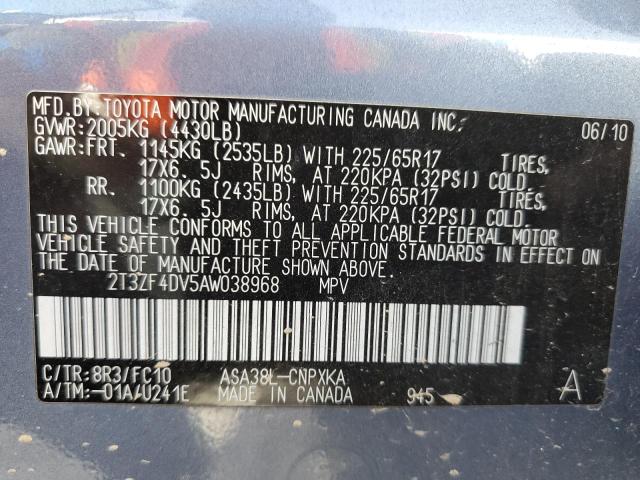 MFD.BY:TOYOTA MOTOR MANUFACTURING CANADA INC. 06/10
GVWR:2005KG (4430LB)
GAWR:FRT. 1145KG (2535LB) WITH 225/65R17 TIRES,
17X6.5J RIMS, AT 220KPA (32PSI) COLD.
RR. 1100KG (2435LB) WITH 225/65R17 TIRES,
17X6.5J RIMS, AT 220KPA (32PSI) COLD.
THIS VEHICLE CONFORMS TO ALL APPLICABLE FEDERAL MOTOR
VEHICLE SAFETY AND THEFT PREVENTION STANDARDS IN EFFECT ON
THE DATE OF MANUFACTURE SHOWN ABOVE.
2T3ZF4DV5AW038968 MPV
C/TR:8R3/FC10 ASA38L-CNPXKA
A/TM:-01A/U241E MADE IN CANADA 945 A